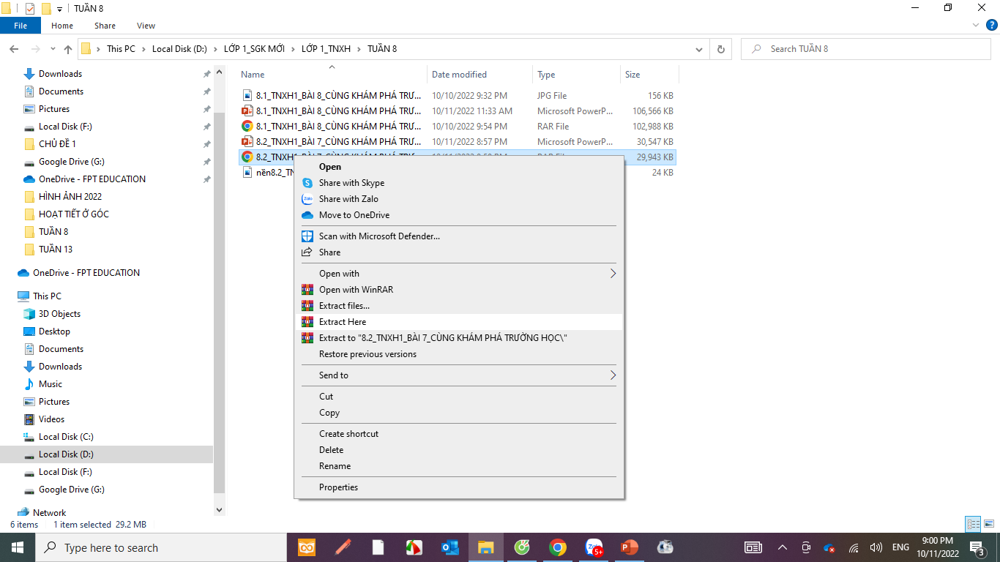 TUẦN 8
File Home Share View
This PC Local Disk (D:) LỚP 1_SGK MỚI LỚP 1_TNXH TUẦN 8
Search TUẦN 8
Name Date modified Type Size
8.1_TNXH1_BÀI 8_CÙNG KHÁM PHÁ TRƯ... 10/10/2022 9:32 PM JPG File 156 KB
8.1_TNXH1_BÀI 8_CÙNG KHÁM PHÁ TRƯ... 10/11/2022 11:33 AM Microsoft PowerP... 106,566 KB
8.1_TNXH1_BÀI 8_CÙNG KHÁM PHÁ TRƯ... 10/10/2022 9:54 PM RAR File 102,988 KB
8.2_TNXH1_BÀI 7_CÙNG KHÁM PHÁ TRƯ... 10/11/2022 8:57 PM Microsoft PowerP... 30,547 KB
8.2_TNXH1_BÀI 7_CÙNG KHÁM PHÁ TRƯ... 29,943 KB
nền8.2_TN 24 KB
Downloads
Documents
Pictures
Local Disk (F:)
CHỦ ĐỀ 1
Google Drive (G:)
OneDrive - FPT EDUCATION
HÌNH ẢNH 2022
HOẠT TIẾT Ở GÓC
TUẦN 8
TUẦN 13
OneDrive - FPT EDUCATION
This PC
3D Objects
Desktop
Documents
Downloads
Music
Pictures
Videos
Local Disk (C:)
Local Disk (D:)
Local Disk (F:)
Google Drive (G:)
Network
Open
Share with Skype
Share with Zalo
Move to OneDrive
Scan with Microsoft Defender...
Share
Open with
Open with WinRAR
Extract files...
Extract Here
Extract to "8.2_TNXH1_BÀI 7_CÙNG KHÁM PHÁ TRƯỜNG HỌC\"
Restore previous versions
Send to
Cut
Copy
Create shortcut
Delete
Rename
Properties
6 items 1 item selected 29.2 MB
Type here to search
Zalo 5+
ENG
9:00 PM
10/11/2022
3